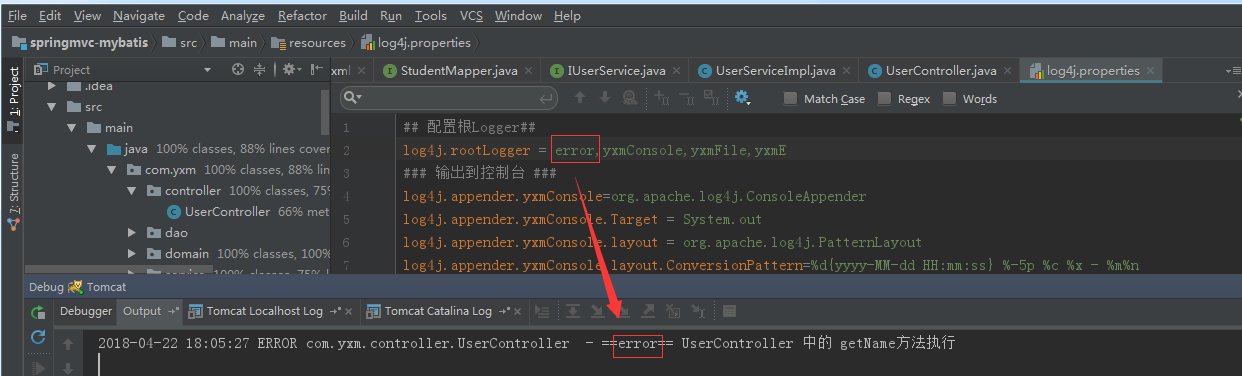 File Edit View Navigate Code Analyze Refactor Build Run Tools VCS Window Help
springmvc-mybatis src main resources log4j.properties
Project xml StudentMapper.java IUserService.java UserServiceImpl.java UserController.java log4j.properties
1: Project
7: Structure
.idea
src
main
java 100% classes, 88% lines cover
com.yxm 100% classes, 88% lin
controller 100% classes, 75%
UserController 66% met
dao
domain 100% classes, 100%
Match Case Regex Words
1 ## 配置根Logger##
2 log4j.rootLogger = error,yxmConsole,yxmFile,yxmE
3 ### 输出到控制台 ###
4 log4j.appender.yxmConsole=org.apache.log4j.ConsoleAppender
5 log4j.appender.yxmConsole.Target = System.out
6 log4j.appender.yxmConsole.layout = org.apache.log4j.PatternLayout
7 log4j.appender.yxmConsole.layout.ConversionPattern=%d{yyyy-MM-dd HH:mm:ss} %-5p %c %x - %m%n
Debug Tomcat
Debugger Output Tomcat Localhost Log Tomcat Catalina Log
2018-04-22 18:05:27 ERROR com.yxm.controller.UserController - ==error== UserController 中的 getName方法执行